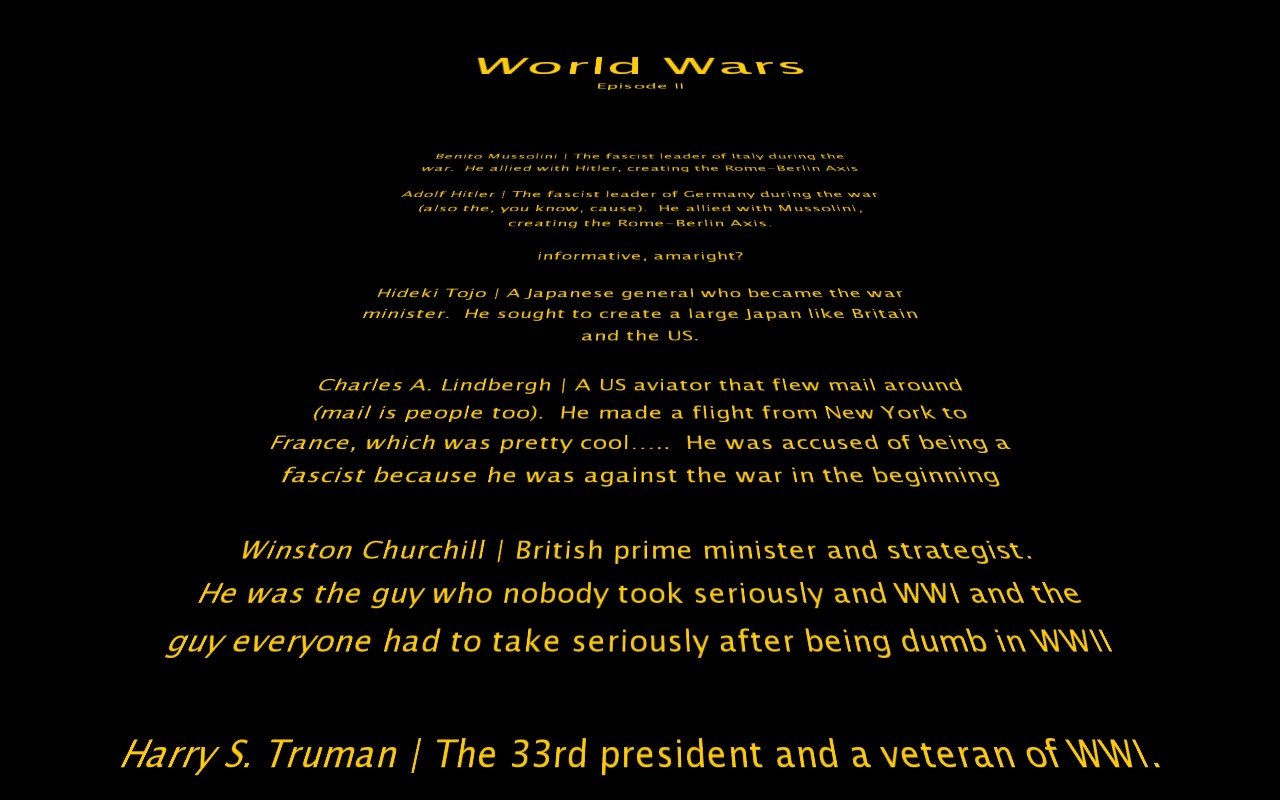 World Wars
Episode II
Benito Mussolini | The fascist leader of Italy during the
war.  He allied with Hitler, creating the Rome-Berlin Axis
Adolf Hitler | The fascist leader of Germany during the war
(also the, you know, cause).  He allied with Mussolini,
creating the Rome-Berlin Axis.
informative, amaright?
Hideki Tojo | A Japanese general who became the war
minister.  He sought to create a large Japan like Britain
and the US.
Charles A. Lindbergh | A US aviator that flew mail around
(mail is people too).  He made a flight from New York to
France, which was pretty cool.....  He was accused of being a
fascist because he was against the war in the beginning
Winston Churchill | British prime minister and strategist.
He was the guy who nobody took seriously and WWI and the
guy everyone had to take seriously after being dumb in WWII
Harry S. Truman | The 33rd president and a veteran of WWI.